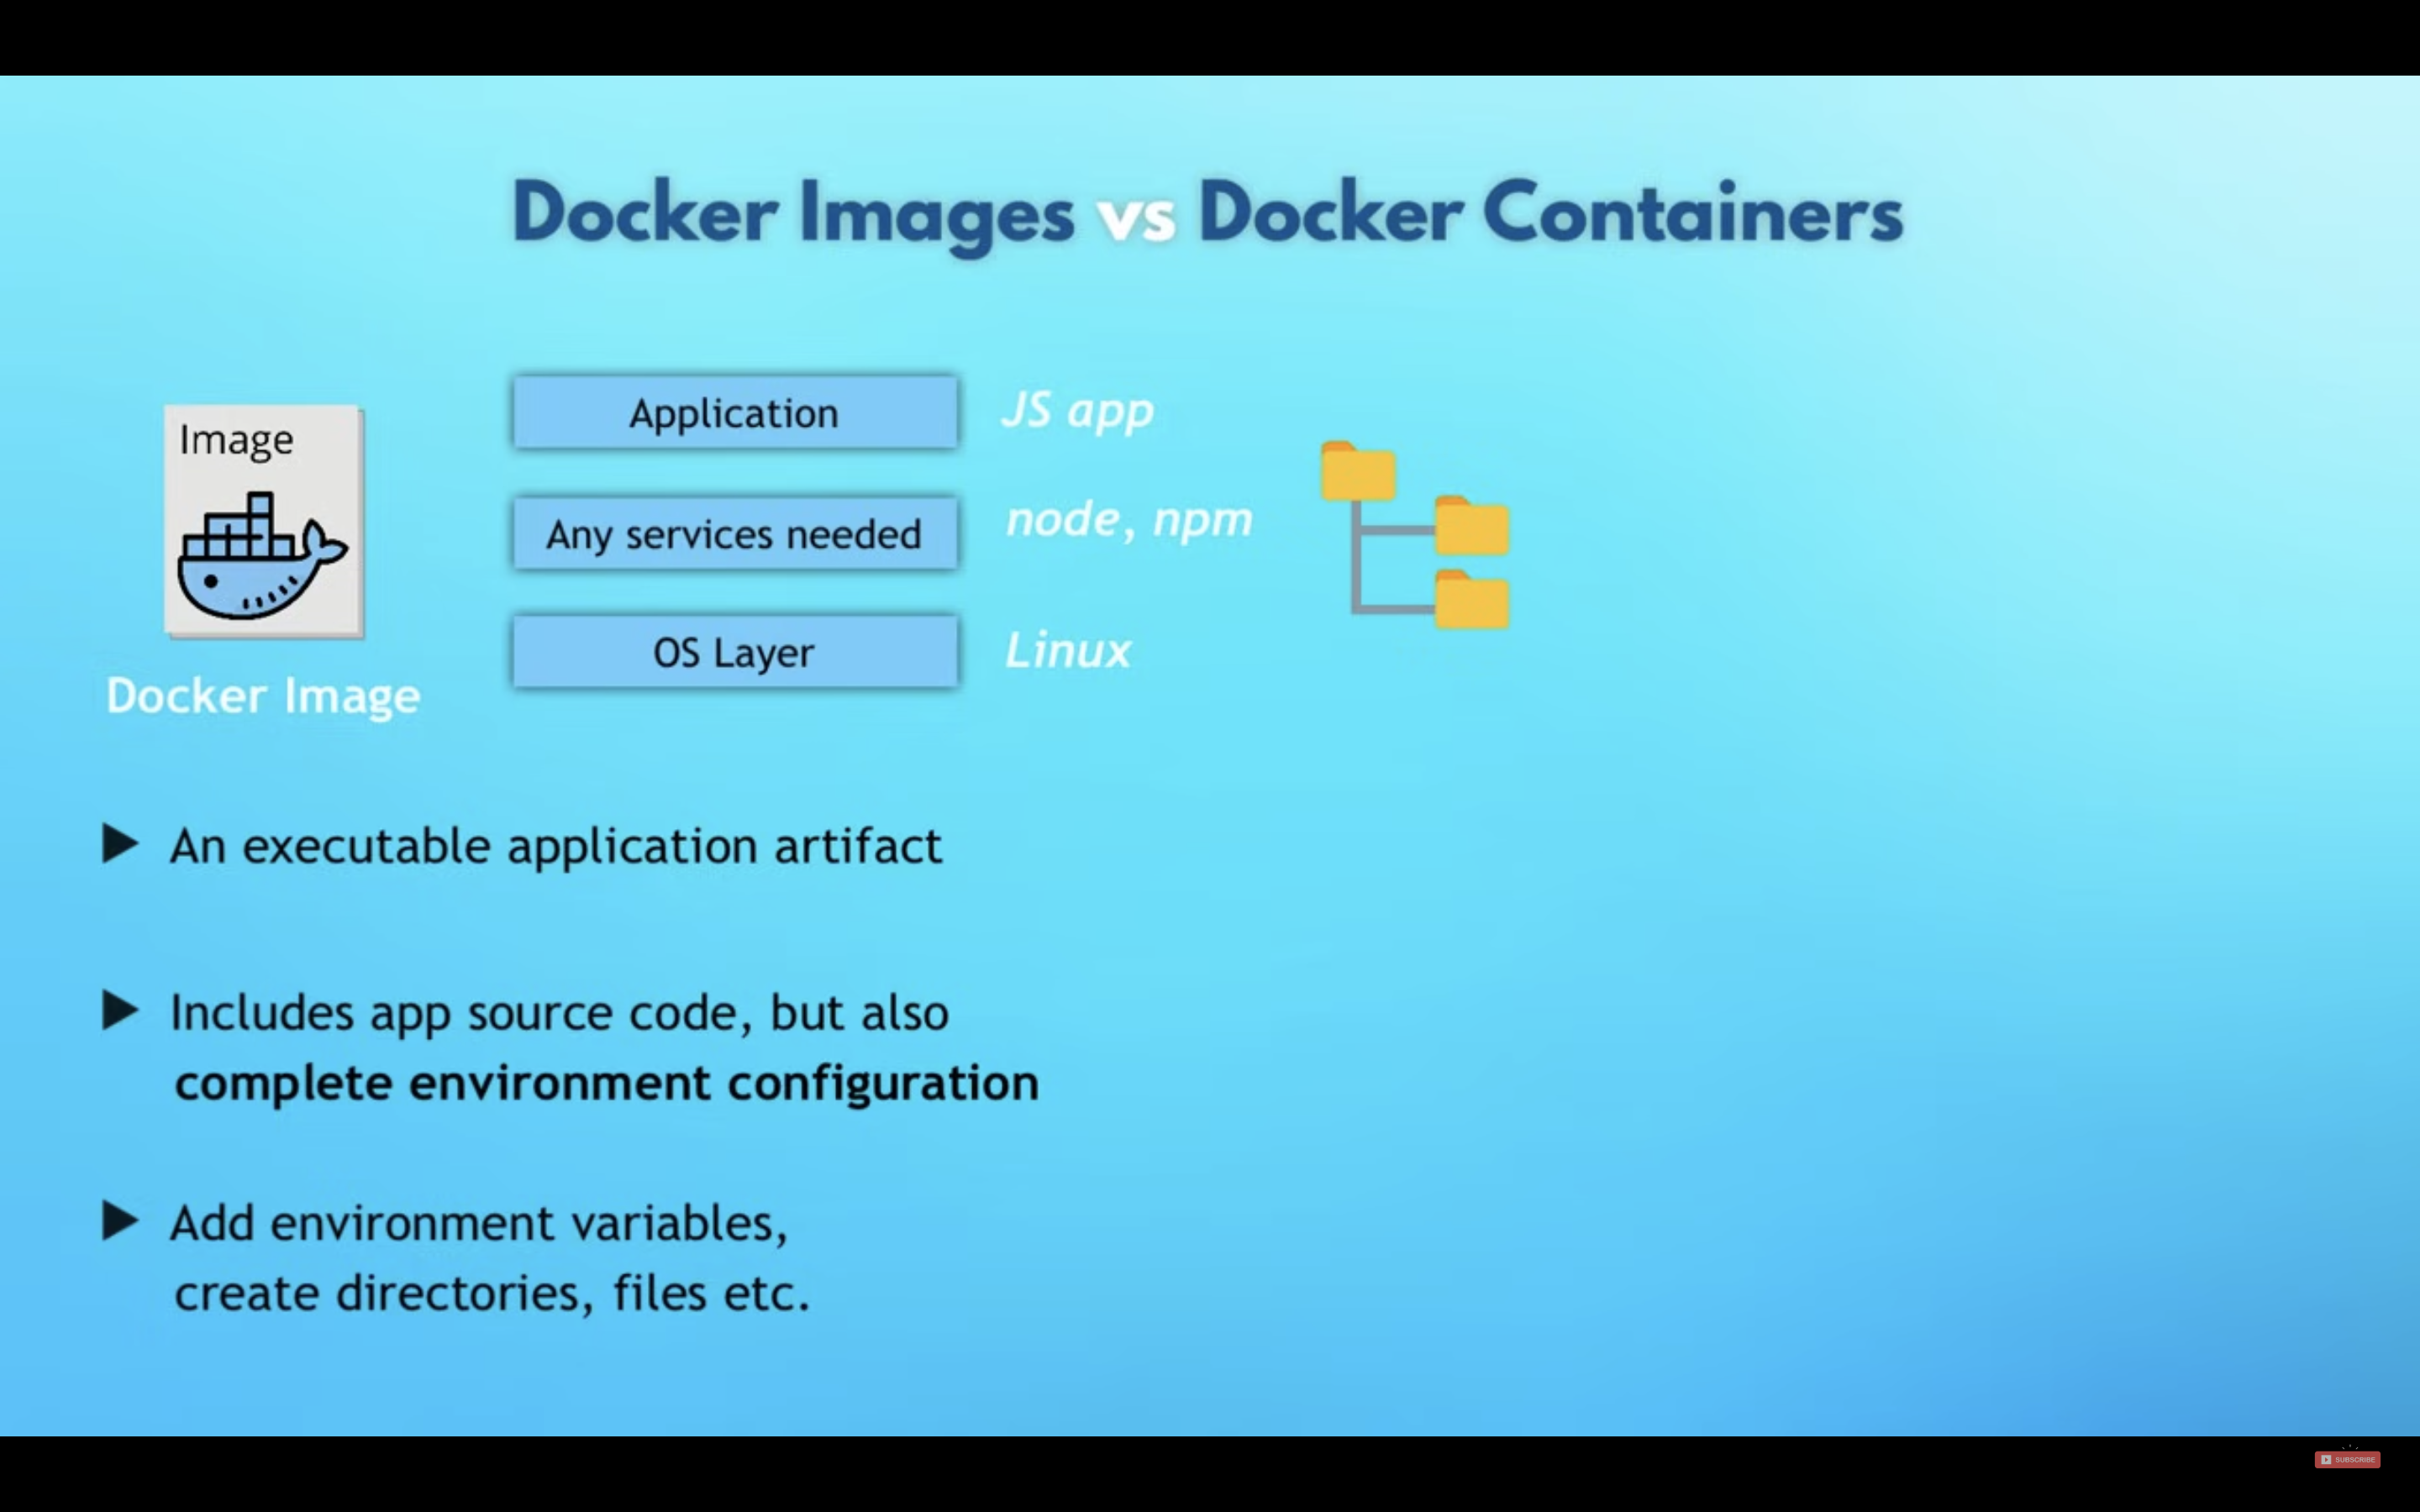 Docker Images vs Docker Containers
Image
Docker Image
Application
JS app
Any services needed
node, npm
OS Layer
Linux
▶ An executable application artifact
▶ Includes app source code, but also
complete environment configuration
▶ Add environment variables,
create directories, files etc.
SUBSCRIBE